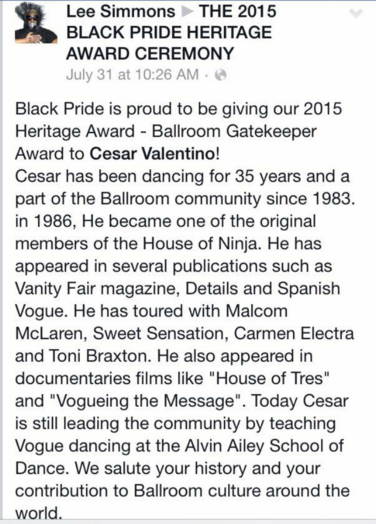 Lee Simmons ▶ THE 2015
BLACK PRIDE HERITAGE
AWARD CEREMONY
July 31 at 10:26 AM ·
Black Pride is proud to be giving our 2015
Heritage Award - Ballroom Gatekeeper
Award to Cesar Valentino!
Cesar has been dancing for 35 years and a
part of the Ballroom community since 1983.
in 1986, He became one of the original
members of the House of Ninja. He has
appeared in several publications such as
Vanity Fair magazine, Details and Spanish
Vogue. He has toured with Malcom
McLaren, Sweet Sensation, Carmen Electra
and Toni Braxton. He also appeared in
documentaries films like "House of Tres"
and "Vogueing the Message". Today Cesar
is still leading the community by teaching
Vogue dancing at the Alvin Ailey School of
Dance. We salute your history and your
contribution to Ballroom culture around the
world.